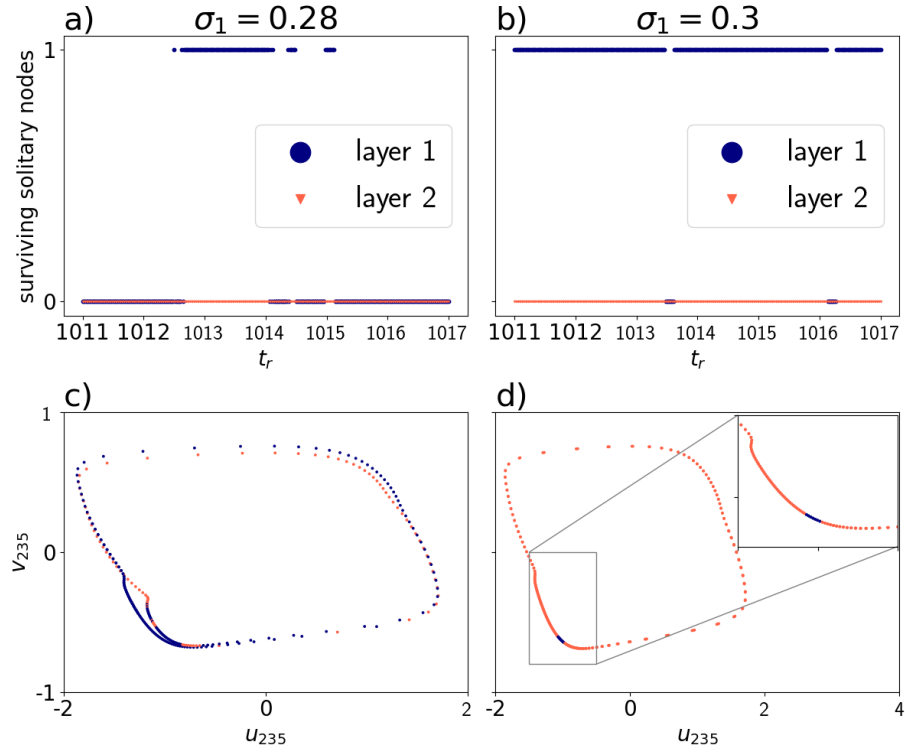 a) σ₁ = 0.28
b) σ₁ = 0.3
surviving solitary nodes
1
0
layer 1
layer 2
layer 1
layer 2
1011 1012 1013 1014 1015 1016 1017
1011 1012 1013 1014 1015 1016 1017
t_r
t_r
c)
d)
v₂₃₅
1
0
-1
-2 0 2
-2 0 2 4
u₂₃₅
u₂₃₅